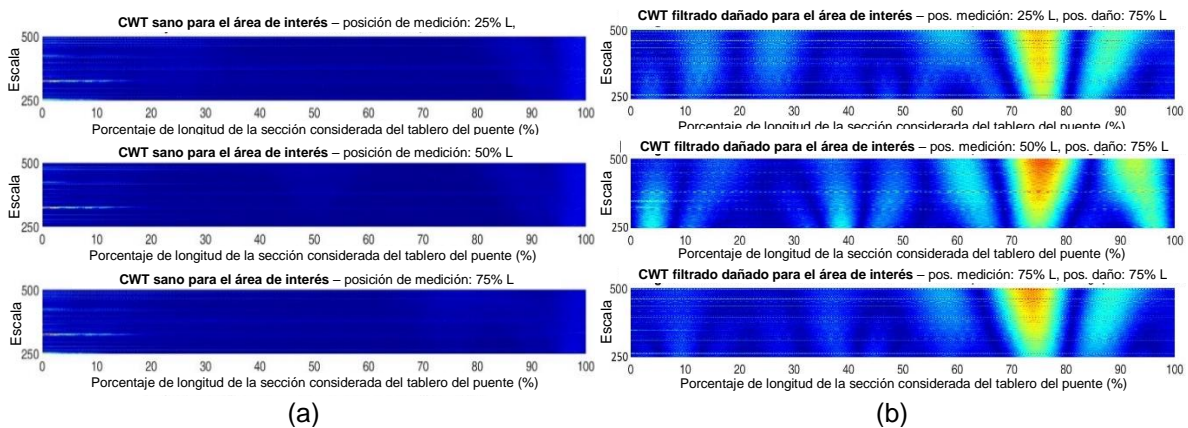 CWT sano para el área de interés – posición de medición: 25% L,
500
Escala
250
0 10 20 30 40 50 60 70 80 90 100
Porcentaje de longitud de la sección considerada del tablero del puente (%)
CWT sano para el área de interés – posición de medición: 50% L
500
Escala
250
0 10 20 30 40 50 60 70 80 90 100
Porcentaje de longitud de la sección considerada del tablero del puente (%)
CWT sano para el área de interés – posición de medición: 75% L
500
Escala
250
0 10 20 30 40 50 60 70 80 90 100
Porcentaje de longitud de la sección considerada del tablero del puente (%)
(a)
CWT filtrado dañado para el área de interés – pos. medición: 25% L, pos. daño: 75% L
500
Escala
250
0 10 20 30 40 50 60 70 80 90 100
Porcentaje de longitud de la sección considerada del tablero del puente (%)
CWT filtrado dañado para el área de interés – pos. medición: 50% L, pos. daño: 75% L
500
Escala
250
0 10 20 30 40 50 60 70 80 90 100
Porcentaje de longitud de la sección considerada del tablero del puente (%)
CWT filtrado dañado para el área de interés – pos. medición: 75% L, pos. daño: 75% L
500
Escala
250
0 10 20 30 40 50 60 70 80 90 100
Porcentaje de longitud de la sección considerada del tablero del puente (%)
(b)